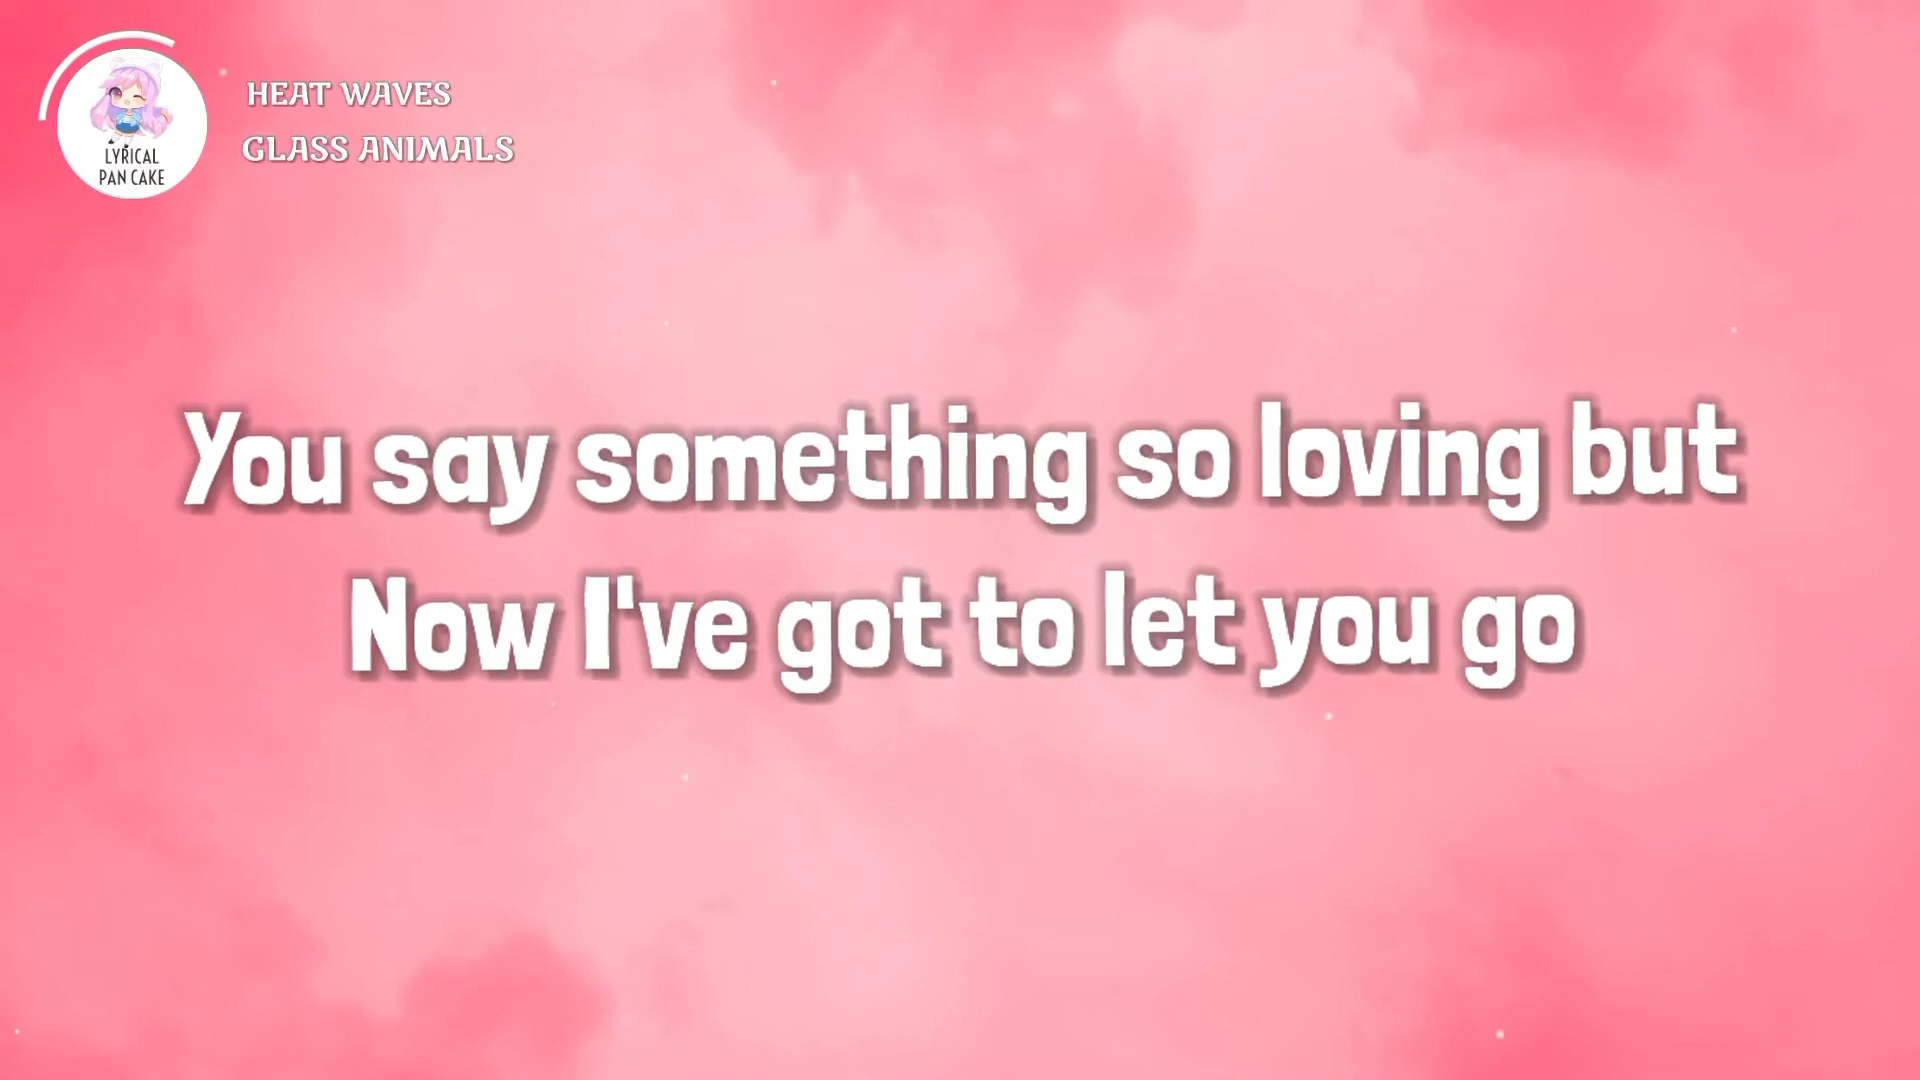 LYRICAL
PAN CAKE
HEAT WAVES
GLASS ANIMALS
You say something so loving but
Now I've got to let you go